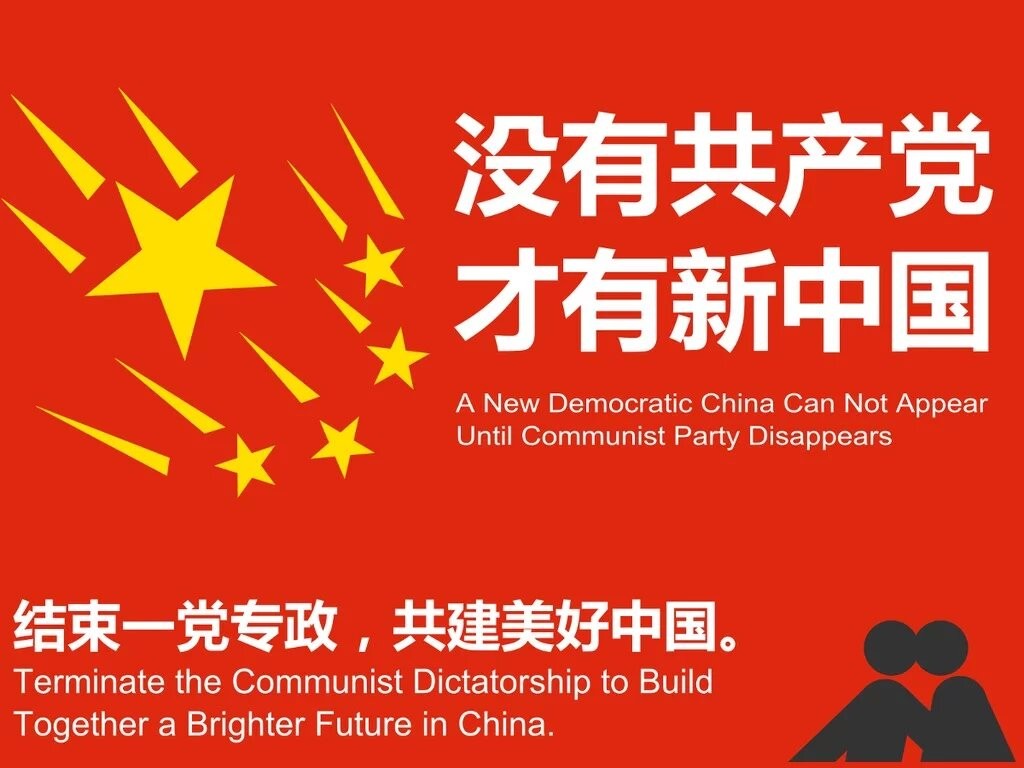 没有共产党
才有新中国
A New Democratic China Can Not Appear
Until Communist Party Disappears
结束一党专政，共建美好中国。
Terminate the Communist Dictatorship to Build
Together a Brighter Future in China.